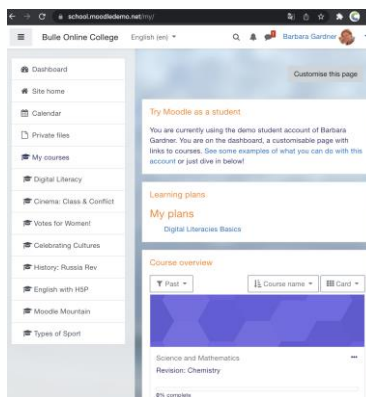 school.moodledemo.net/my/
Bulle Online College English (en) Barbara Gardner
Dashboard
Site home
Calendar
Private files
My courses
Digital Literacy
Cinema: Class & Conflict
Votes for Women!
Celebrating Cultures
History: Russia Rev
English with H5P
Moodle Mountain
Types of Sport
Customise this page
Try Moodle as a student
You are currently using the demo student account of Barbara
Gardner. You are on the dashboard, a customisable page with
links to courses. See some examples of what you can do with this
account or just dive in below!
Learning plans
My plans
Digital Literacies Basics
Course overview
Past Course name Card
Science and Mathematics
Revision: Chemistry
0% complete